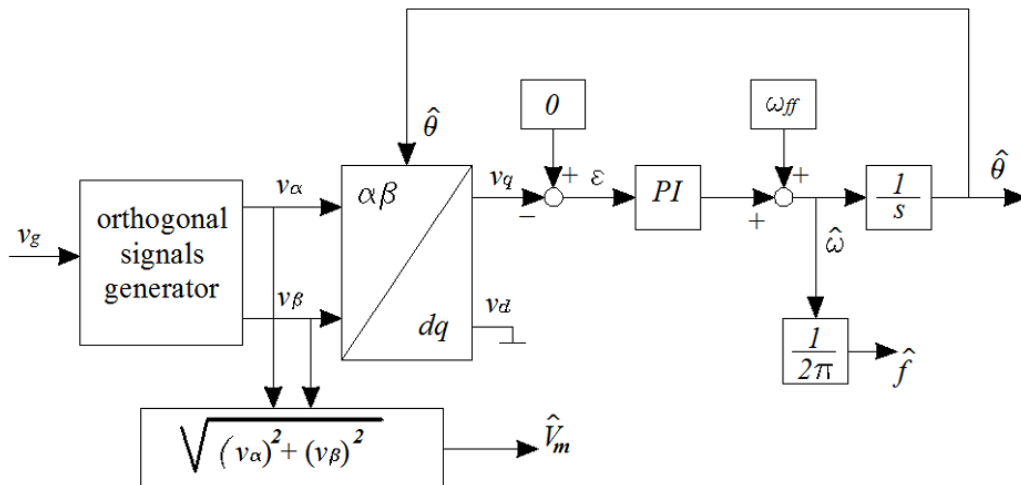 0
ω_ff
θ̂
θ̂
v_g
orthogonal
signals
generator
v_α
v_β
αβ
dq
v_q
v_d
+
−
ε
PI
+
+
ω̂
1
s
1
2π
f̂
√(v_α)² + (v_β)²
V̂_m